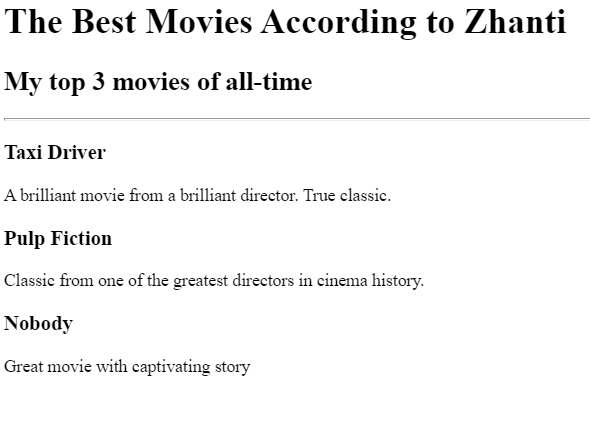 The Best Movies According to Zhanti
My top 3 movies of all-time
Taxi Driver
A brilliant movie from a brilliant director. True classic.
Pulp Fiction
Classic from one of the greatest directors in cinema history.
Nobody
Great movie with captivating story